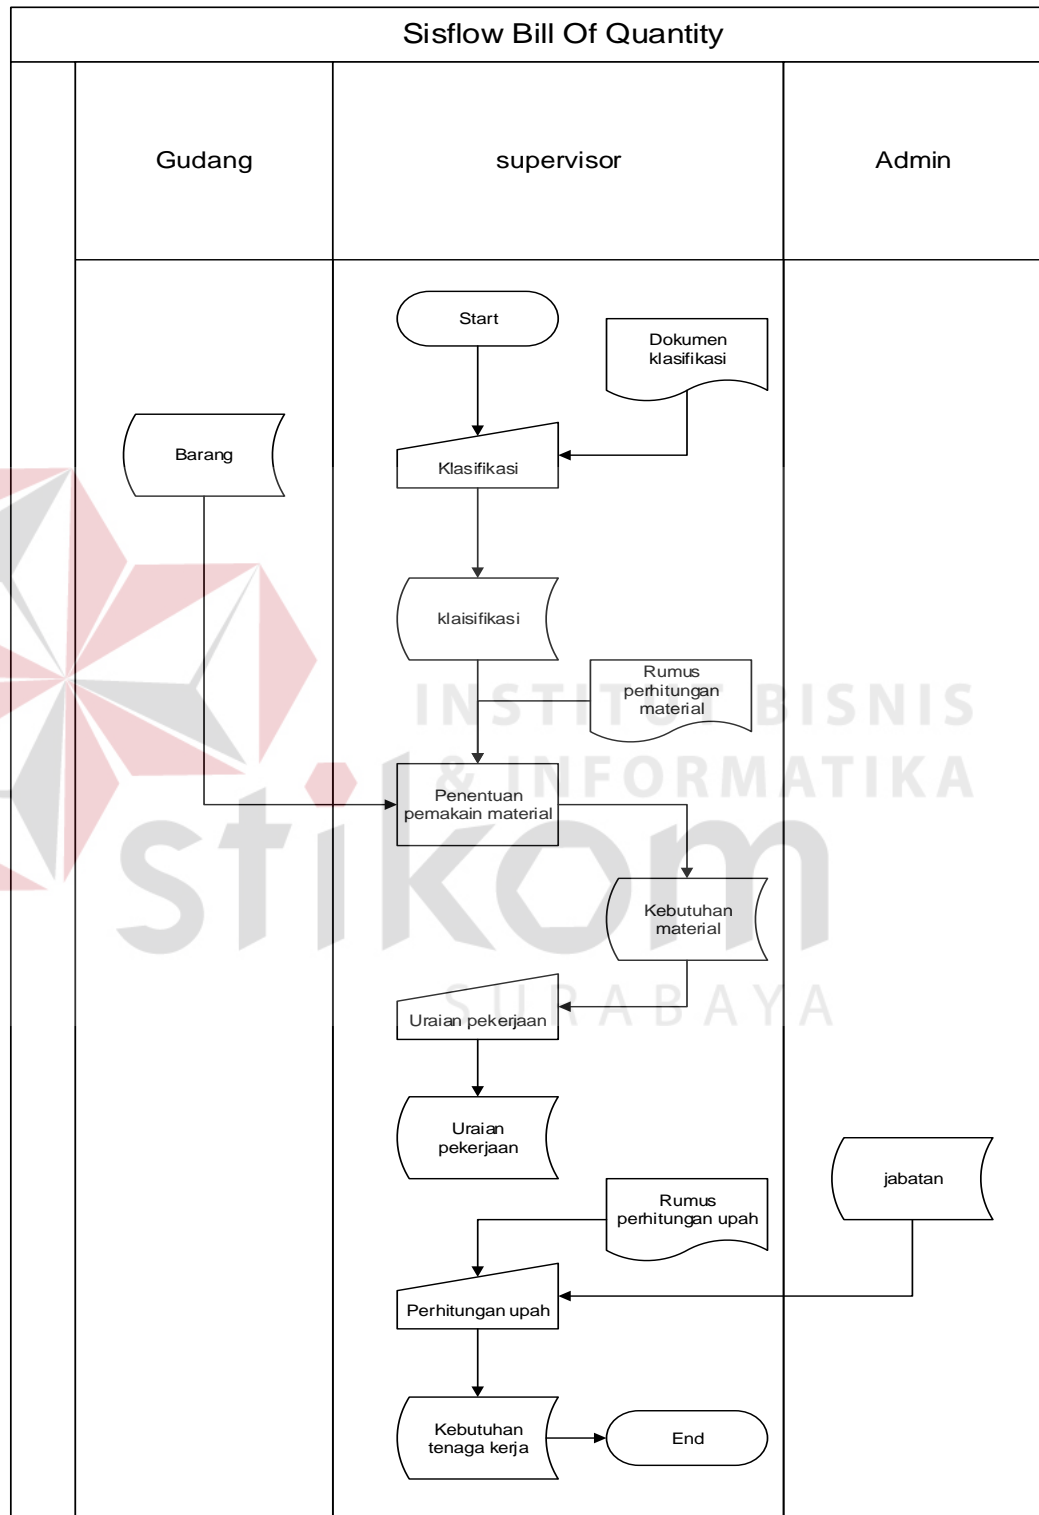 Sisflow Bill Of Quantity
Gudang
supervisor
Admin
Start
Dokumen
klasifikasi
Barang
Klasifikasi
klaisifikasi
Rumus
perhitungan
material
INSTITUT BISNIS
& INFORMATIKA
Penentuan
pemakain material
stikom
Kebutuhan
material
SURABAYA
Uraian pekerjaan
Uraian
pekerjaan
jabatan
Rumus
perhitungan upah
Perhitungan upah
Kebutuhan
tenaga kerja
End